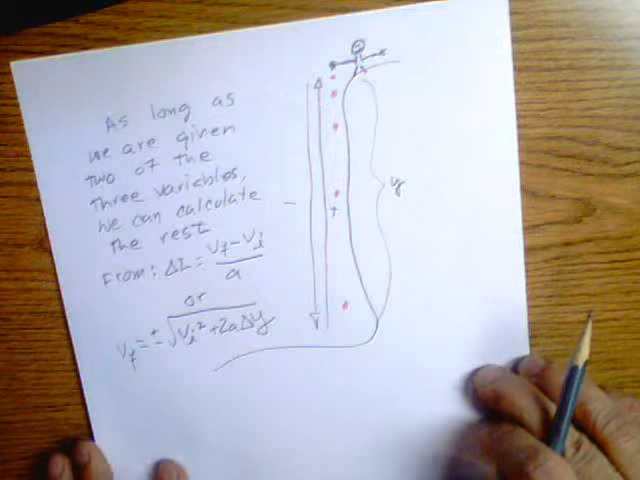 As long as
we are given
two of the
three variables,
we can calculate
the rest
From: Δt = Vf - Vi / a
or
Vf = ± √Vi² + 2aΔy
y